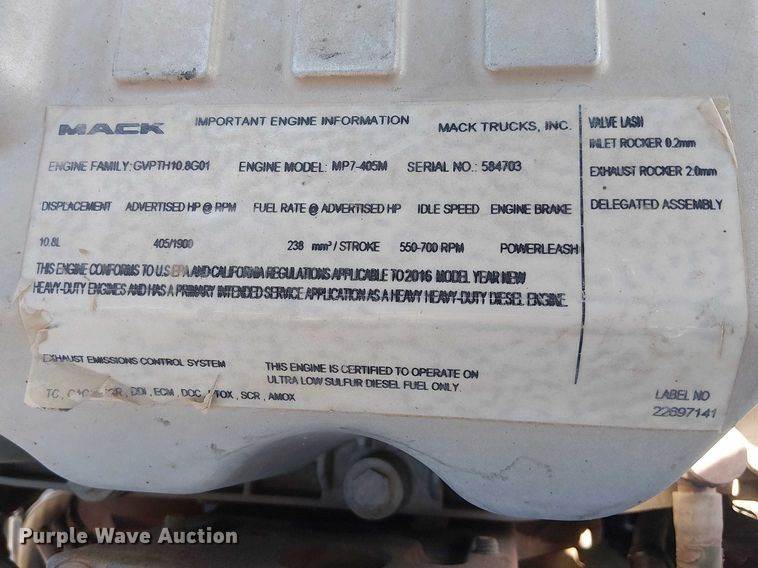 MACK IMPORTANT ENGINE INFORMATION MACK TRUCKS, INC.
ENGINE FAMILY: GVPTH10.8G01 ENGINE MODEL: MP7-405M SERIAL NO.: 584703
DISPLACEMENT ADVERTISED HP @ RPM FUEL RATE @ ADVERTISED HP IDLE SPEED ENGINE BRAKE
10.8L 405/1900 238 mm³ / STROKE 550-700 RPM POWERLEASH
THIS ENGINE CONFORMS TO U.S EPA AND CALIFORNIA REGULATIONS APPLICABLE TO 2016 MODEL YEAR NEW
HEAVY-DUTY ENGINES AND HAS A PRIMARY INTENDED SERVICE APPLICATION AS A HEAVY HEAVY-DUTY DIESEL ENGINE.
EXHAUST EMISSIONS CONTROL SYSTEM
THIS ENGINE IS CERTIFIED TO OPERATE ON
ULTRA LOW SULFUR DIESEL FUEL ONLY.
TC, DDI, ECM, DOC, SCR, AMOX
VALVE LASH
INLET ROCKER 0.2mm
EXHAUST ROCKER 2.0mm
DELEGATED ASSEMBLY
LABEL NO
22897141
Purple Wave Auction